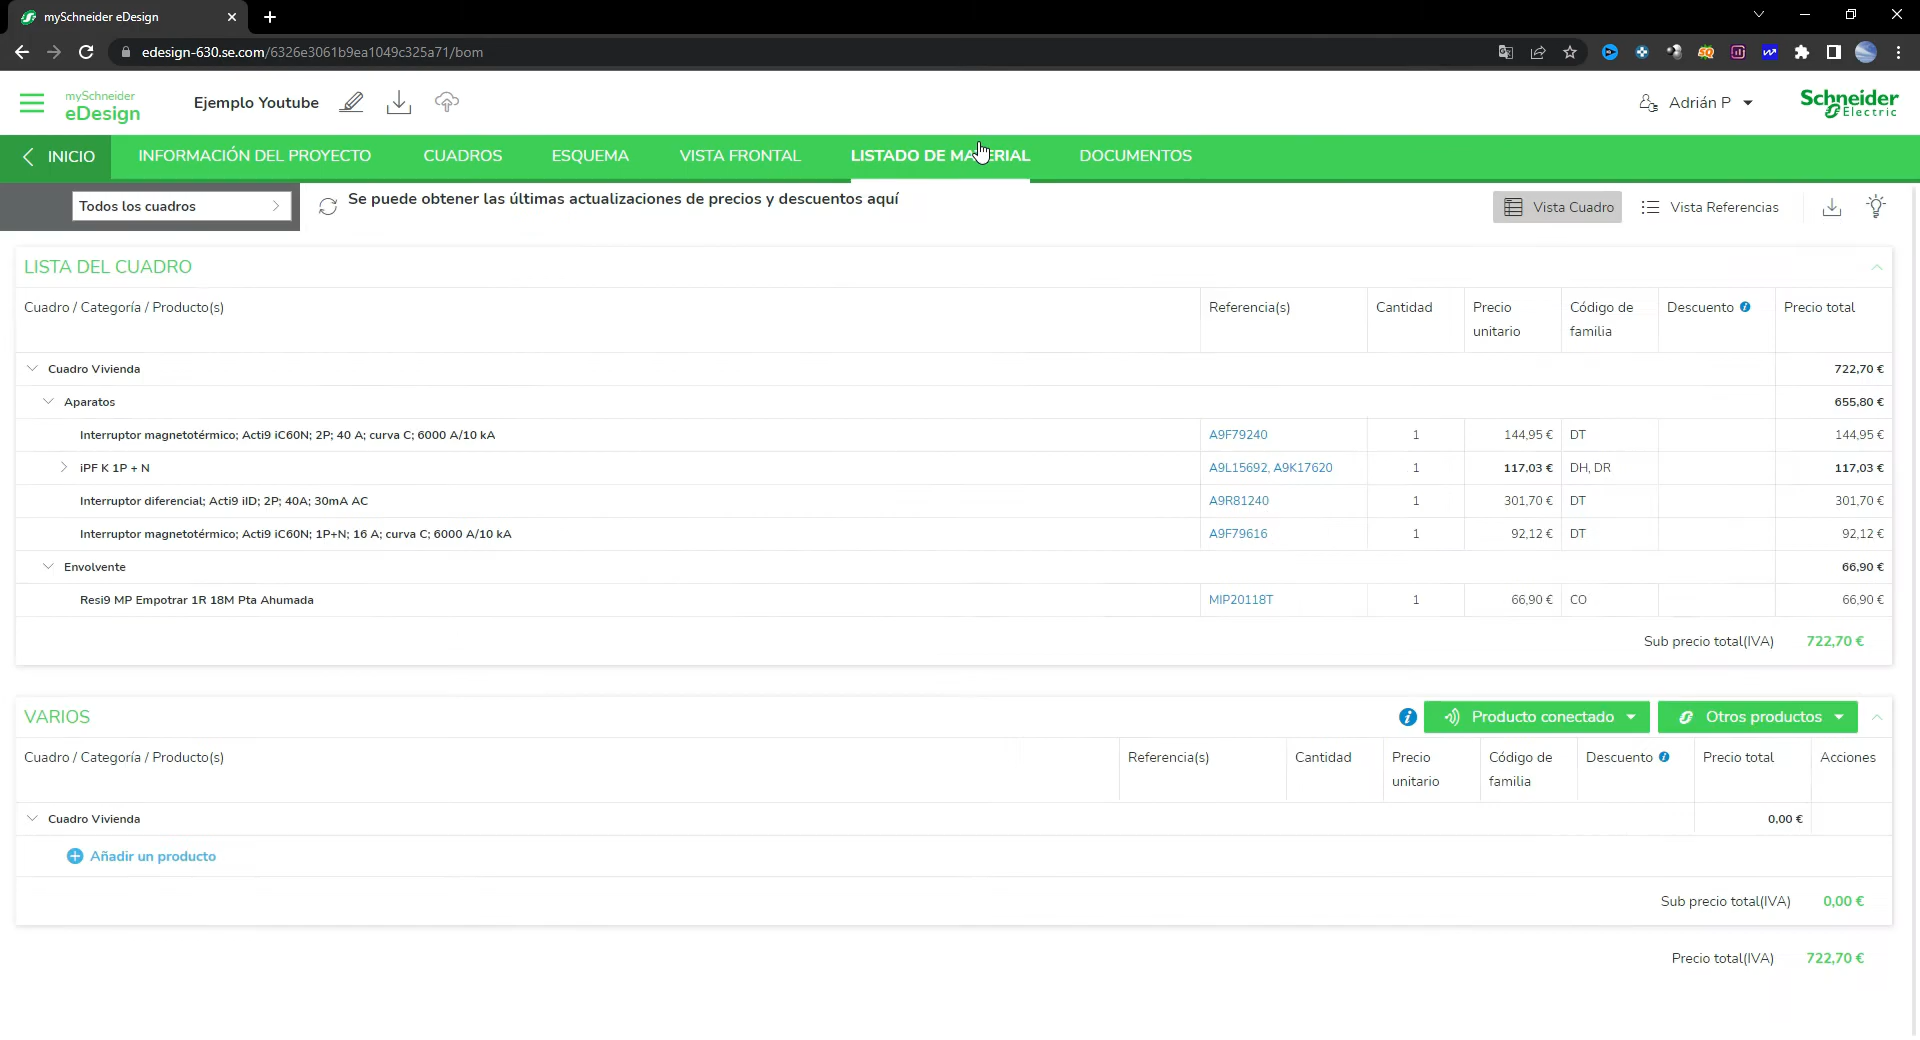 mySchneider eDesign
edesign-630.se.com/6326e3061b9ea1049c325a71/bom
mySchneider
eDesign
Ejemplo Youtube
Adrián P
Schneider
Electric
INICIO
INFORMACIÓN DEL PROYECTO
CUADROS
ESQUEMA
VISTA FRONTAL
LISTADO DE MATERIAL
DOCUMENTOS
Todos los cuadros
Se puede obtener las últimas actualizaciones de precios y descuentos aquí
Vista Cuadro
Vista Referencias
LISTA DEL CUADRO
Cuadro / Categoría / Producto(s)
Referencia(s)
Cantidad
Precio
unitario
Código de
familia
Descuento
Precio total
Cuadro Vivienda 722,70 €
Aparatos 655,80 €
Interruptor magnetotérmico; Acti9 iC60N; 2P; 40 A; curva C; 6000 A/10 kA A9F79240 1 144,95 € DT 144,95 €
iPF K 1P + N A9L15692, A9K17620 1 117,03 € DH, DR 117,03 €
Interruptor diferencial; Acti9 iID; 2P; 40A; 30mA AC A9R81240 1 301,70 € DT 301,70 €
Interruptor magnetotérmico; Acti9 iC60N; 1P+N; 16 A; curva C; 6000 A/10 kA A9F79616 1 92,12 € DT 92,12 €
Envolvente 66,90 €
Resi9 MP Empotrar 1R 18M Pta Ahumada MIP20118T 1 66,90 € CO 66,90 €
Sub precio total(IVA) 722,70 €
VARIOS
Producto conectado
Otros productos
Cuadro / Categoría / Producto(s)
Referencia(s)
Cantidad
Precio
unitario
Código de
familia
Descuento
Precio total
Acciones
Cuadro Vivienda 0,00 €
Añadir un producto
Sub precio total(IVA) 0,00 €
Precio total(IVA) 722,70 €